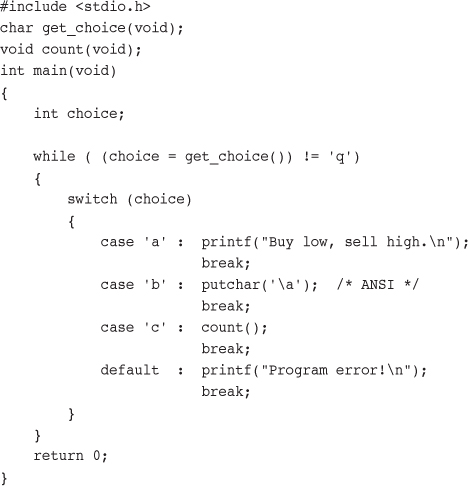 #include <stdio.h>
char get_choice(void);
void count(void);
int main(void)
{
    int choice;

    while ( (choice = get_choice()) != 'q')
    {
        switch (choice)
        {
            case 'a' :  printf("Buy low, sell high.\n");
                        break;
            case 'b' :  putchar('\a');  /* ANSI */
                        break;
            case 'c' :  count();
                        break;
            default  :  printf("Program error!\n");
                        break;
        }
    }
    return 0;
}